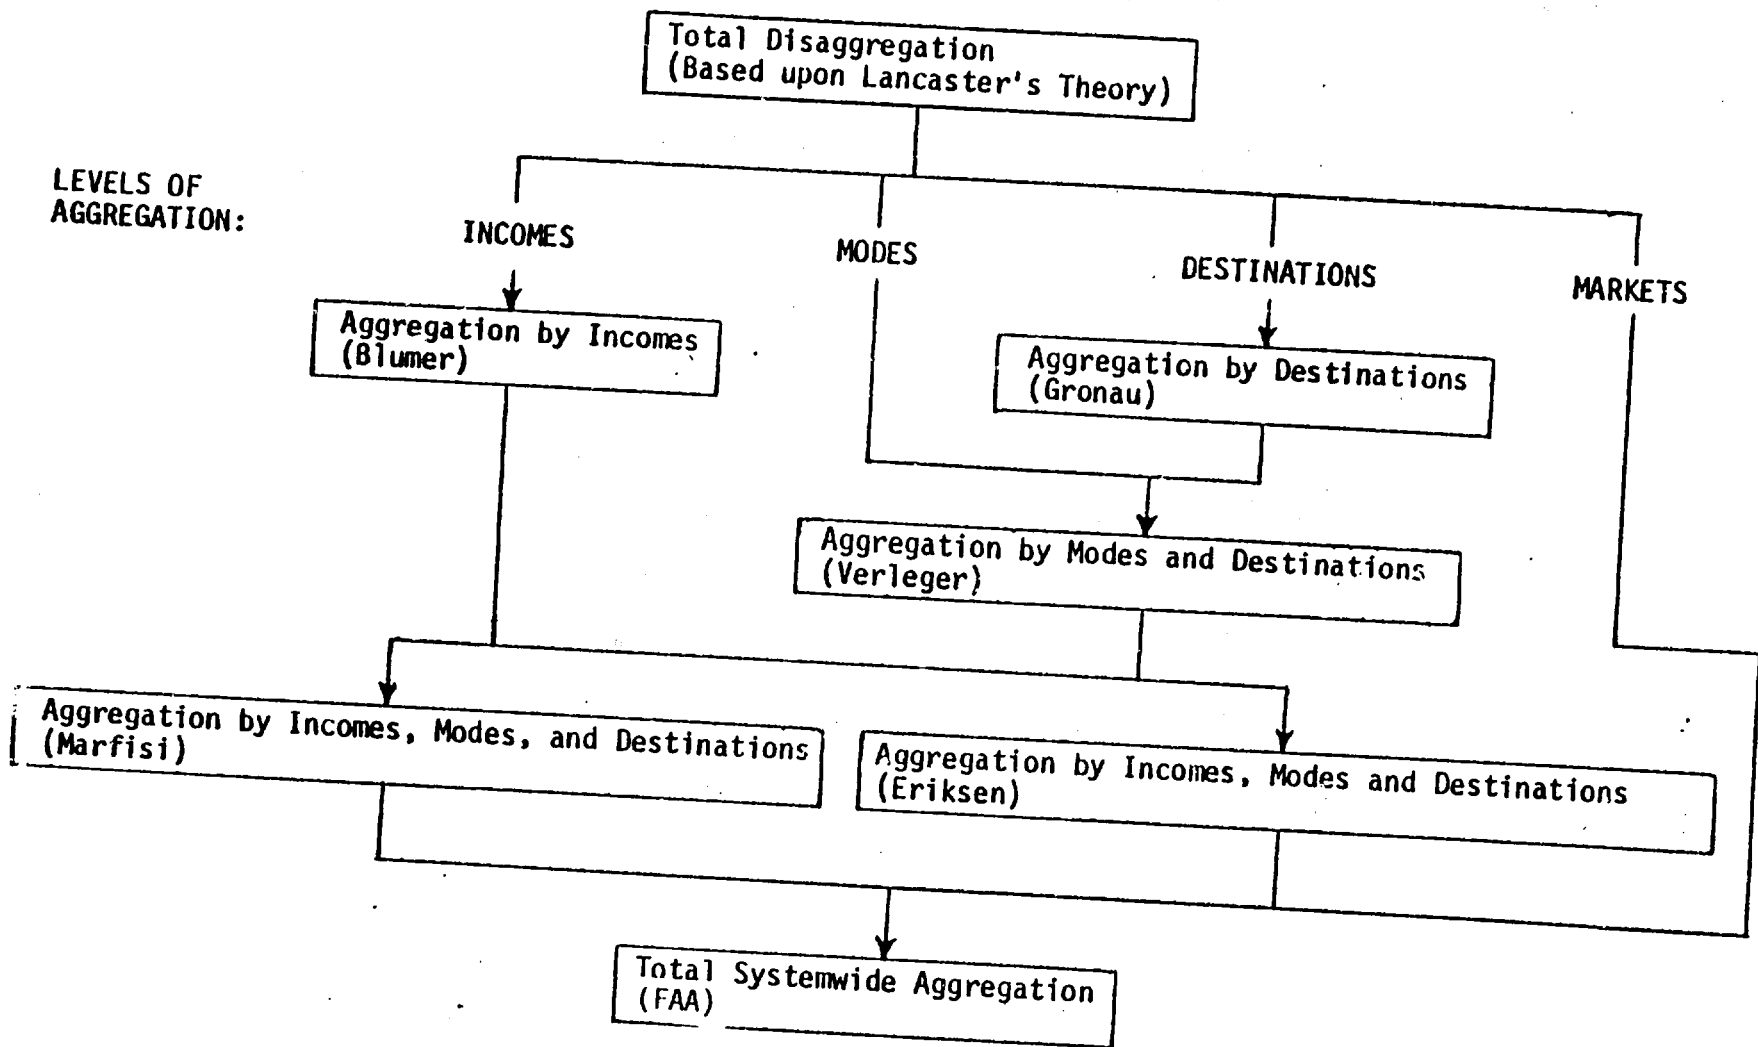 Total Disaggregation
(Based upon Lancaster's Theory)
LEVELS OF
AGGREGATION:
INCOMES
MODES
DESTINATIONS
MARKETS
Aggregation by Incomes
(Blumer)
Aggregation by Destinations
(Gronau)
Aggregation by Modes and Destinations
(Verleger)
Aggregation by Incomes, Modes, and Destinations
(Marfisi)
Aggregation by Incomes, Modes and Destinations
(Eriksen)
Total Systemwide Aggregation
(FAA)